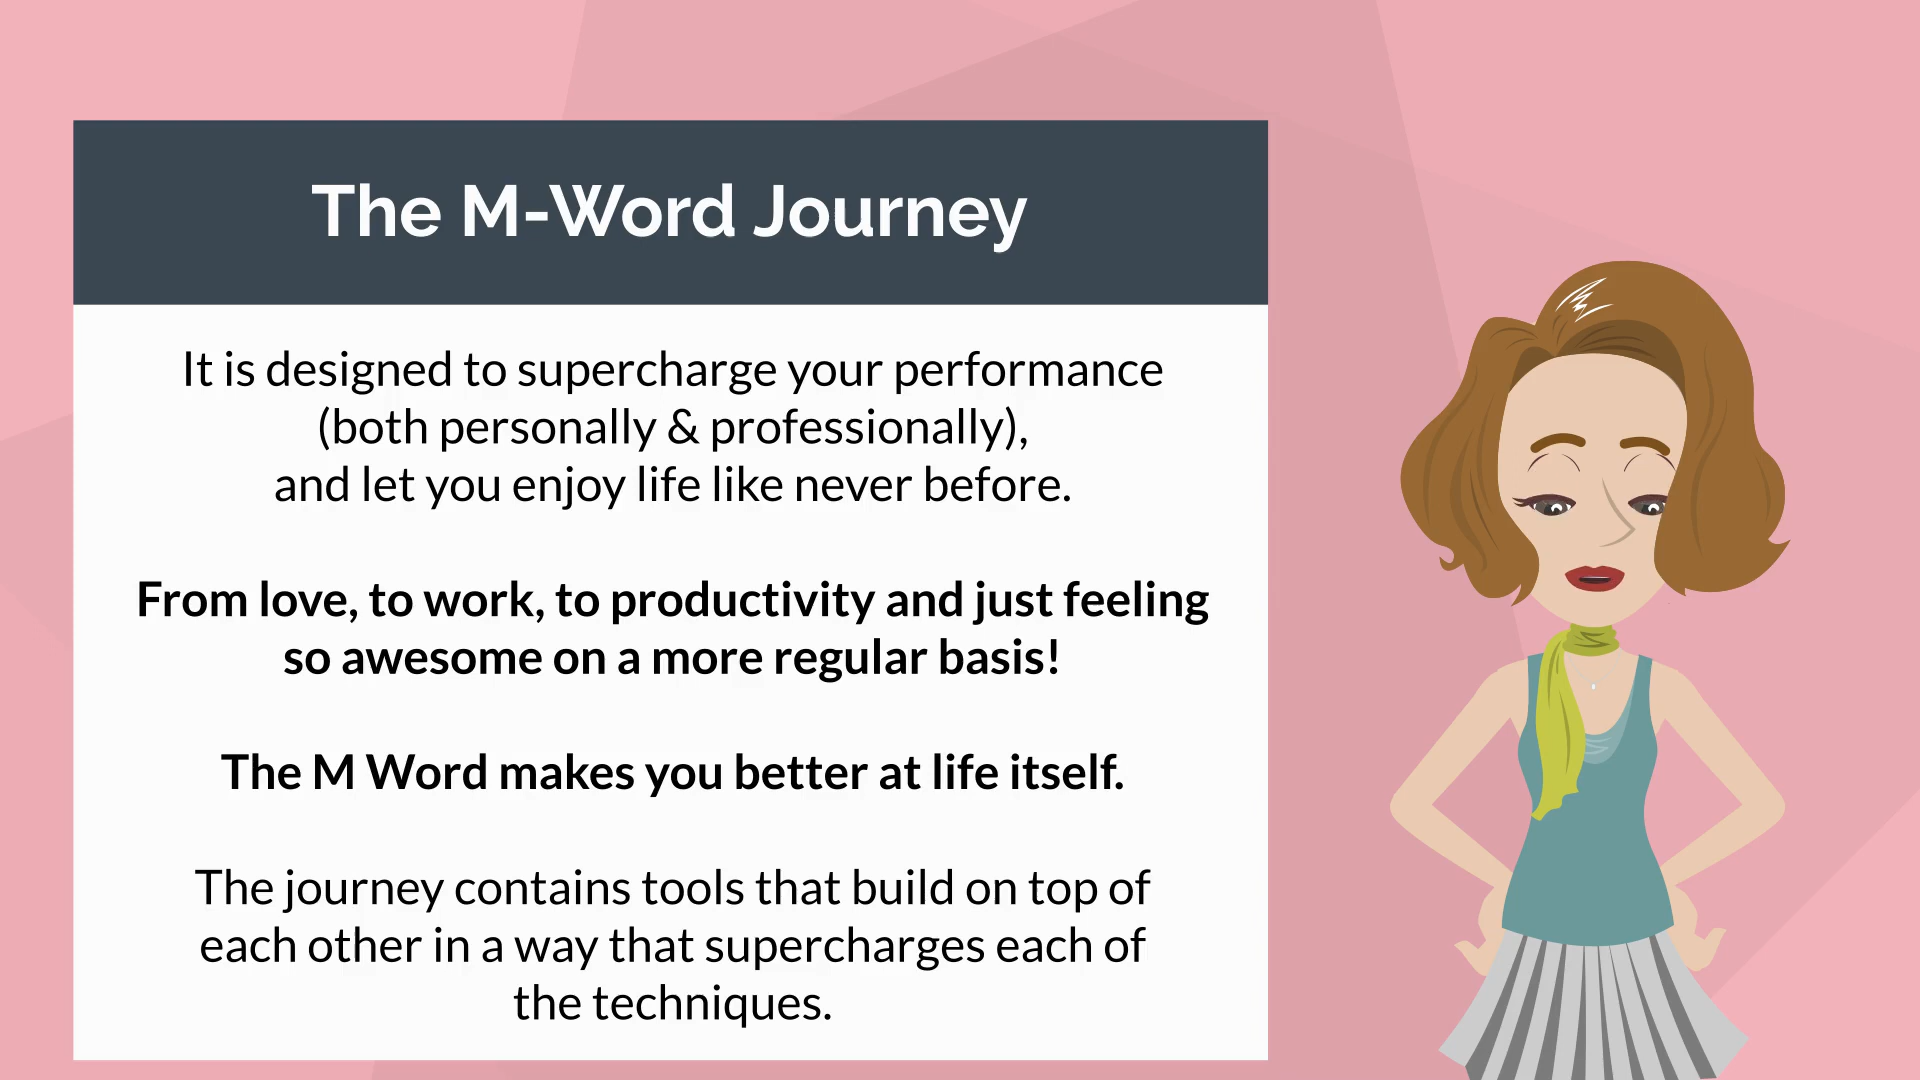 The M-Word Journey
It is designed to supercharge your performance
(both personally & professionally),
and let you enjoy life like never before.
From love, to work, to productivity and just feeling
so awesome on a more regular basis!
The M Word makes you better at life itself.
The journey contains tools that build on top of
each other in a way that supercharges each of
the techniques.